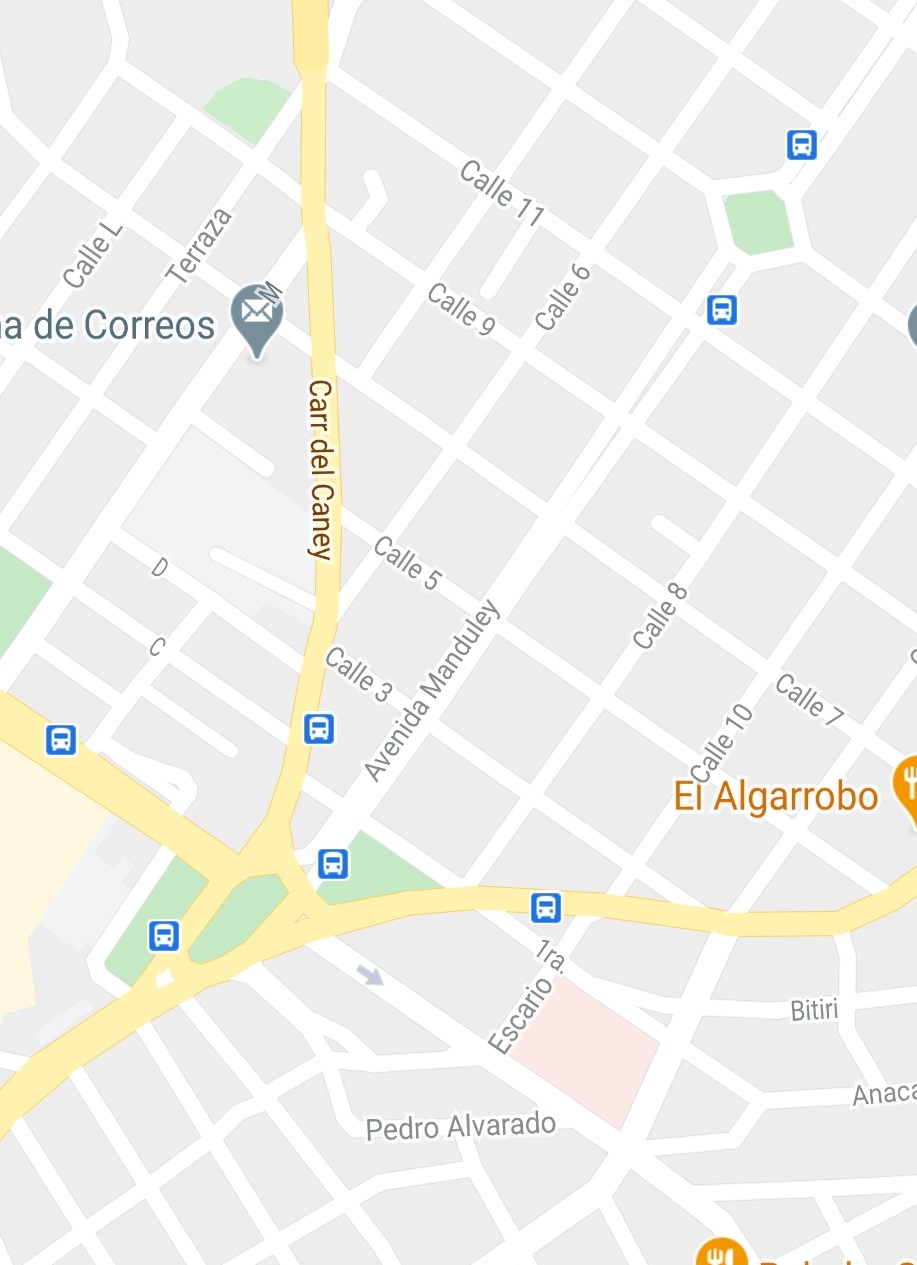 Calle 11
Calle L
Terraza
Calle 6
M
Calle 9
de Correos
Carr del Caney
Calle 5
D
Calle 8
C
Calle 3
Avenida Manduley
Calle 7
Calle 10
El Algarrobo
1ra.
Escario
Bitiri
Pedro Alvarado